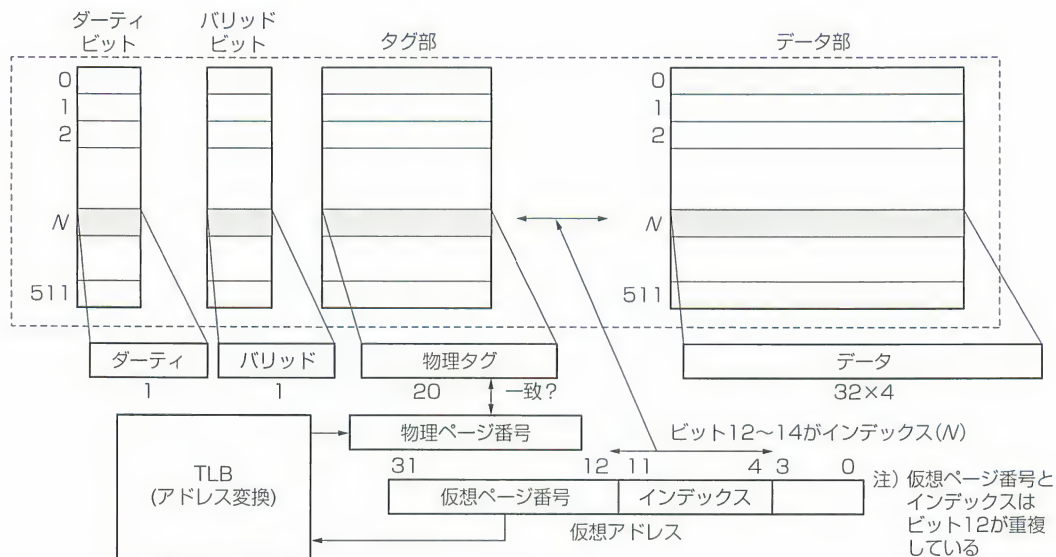 ダーティ
ビット
バリッド
ビット
タグ部
データ部
0
1
2
N
511
0
1
2
N
511
ダーティ
バリッド
物理タグ
データ
1
1
20
一致？
32×4
物理ページ番号
ビット12～14がインデックス(N)
TLB
(アドレス変換)
31
12
11
4
3
0
仮想ページ番号
インデックス
仮想アドレス
注) 仮想ページ番号と
インデックスは
ビット12が重複
している